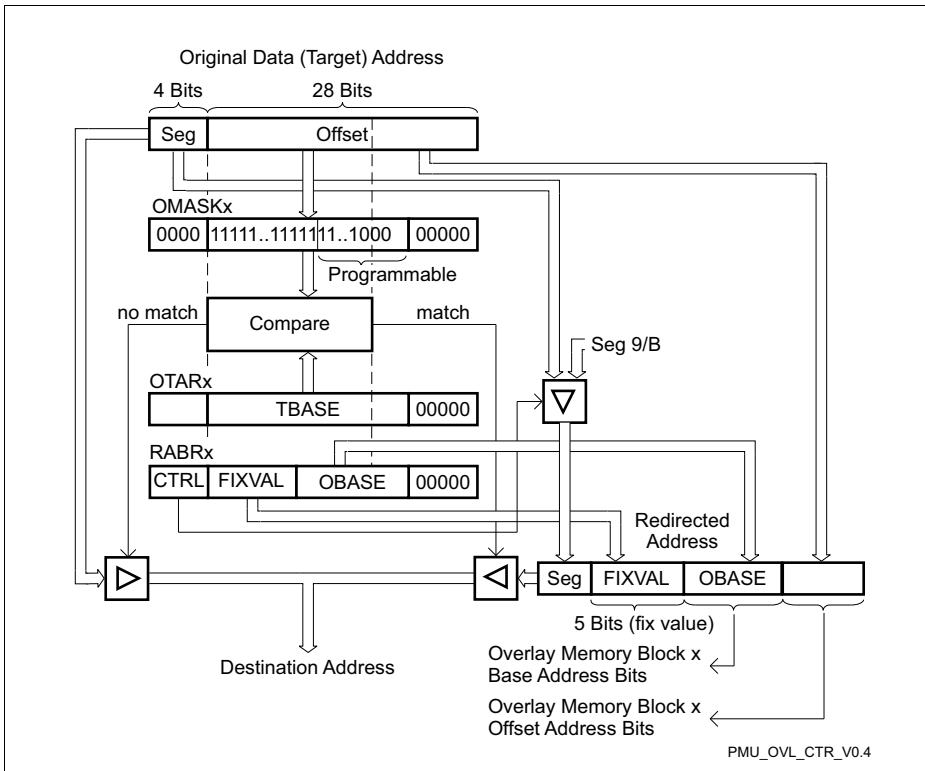 Original Data (Target) Address
4 Bits 28 Bits
Seg Offset
OMASKx
0000 11111..1111111..1000 00000
Programmable
no match Compare match
Seg 9/B
OTARx
TBASE 00000
RABRx
CTRL FIXVAL OBASE 00000
Redirected
Address
Seg FIXVAL OBASE
5 Bits (fix value)
Destination Address
Overlay Memory Block x
Base Address Bits
Overlay Memory Block x
Offset Address Bits
PMU_OVL_CTR_V0.4